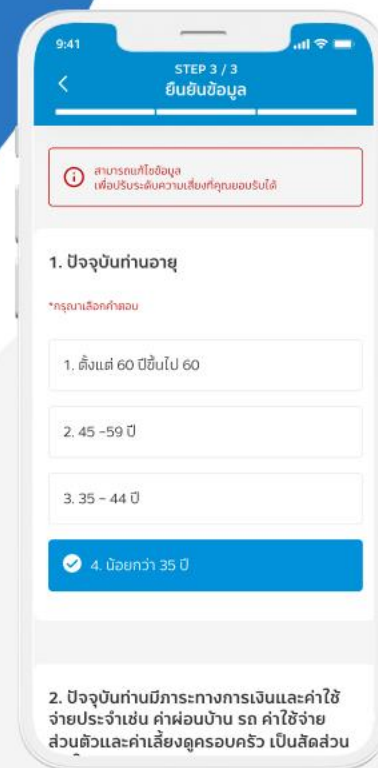 9:41
STEP 3 / 3
ยืนยันข้อมูล
สามารถแก้ไขข้อมูล
เพื่อปรับระดับความเสี่ยงที่คุณยอมรับได้
1. ปัจจุบันท่านอายุ
*กรุณาเลือกคำตอบ
1. ตั้งแต่ 60 ปีขึ้นไป 60
2. 45 -59 ปี
3. 35 - 44 ปี
4. น้อยกว่า 35 ปี
2. ปัจจุบันท่านมีภาระทางการเงินและค่าใช้
จ่ายประจำเช่น ค่าผ่อนบ้าน รถ ค่าใช้จ่าย
ส่วนตัวและค่าเลี้ยงดูครอบครัว เป็นสัดส่วน